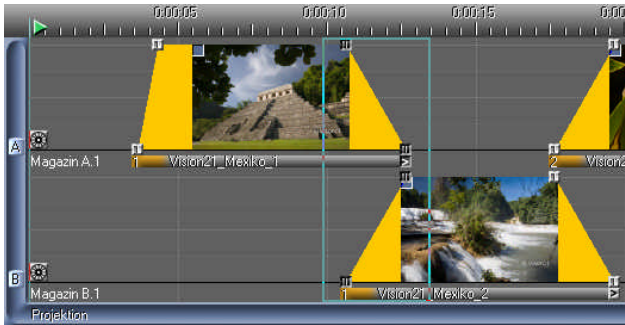 0:00:05 0:00:10 0:00:15 0:00
A
Magazin A.1 1 Vision21_Mexiko_1 2 Vision2
B
Magazin B.1 1 Vision21_Mexiko_2
Projektion